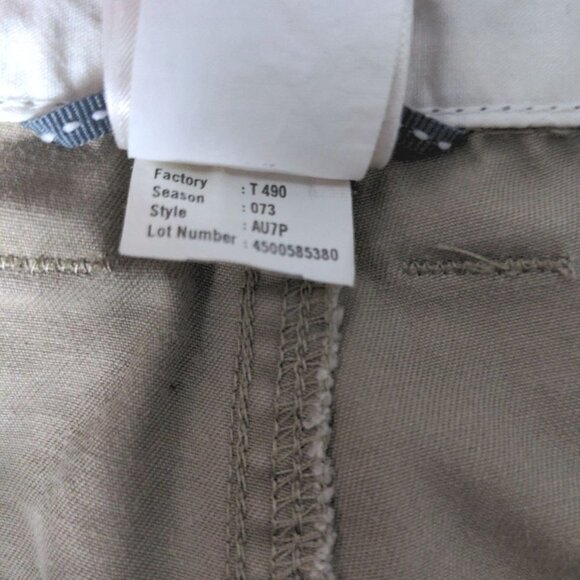 Factory : T 490
Season : 073
Style : AU7P
Lot Number : 4500585380